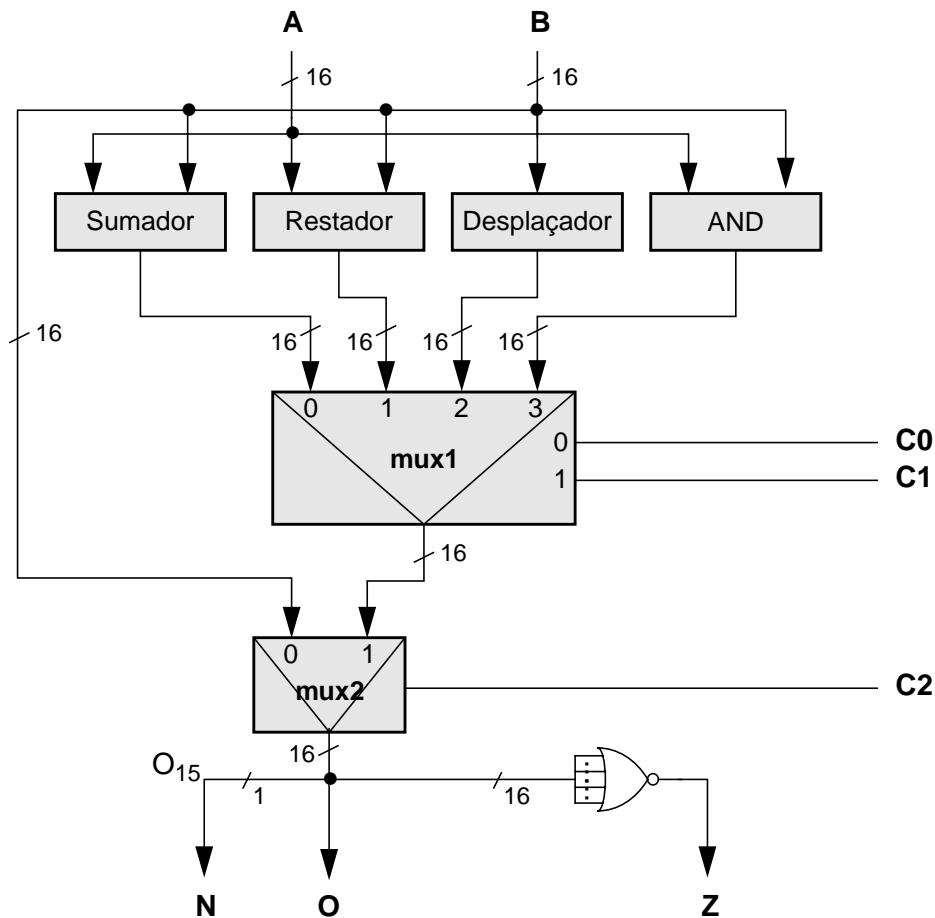 A B
16 16
Sumador Restador Desplaçador AND
16
16 16 16 16
0 1 2 3
0 C0
mux1
1 C1
16
0 1
mux2 C2
16
O15
1 16
N O Z